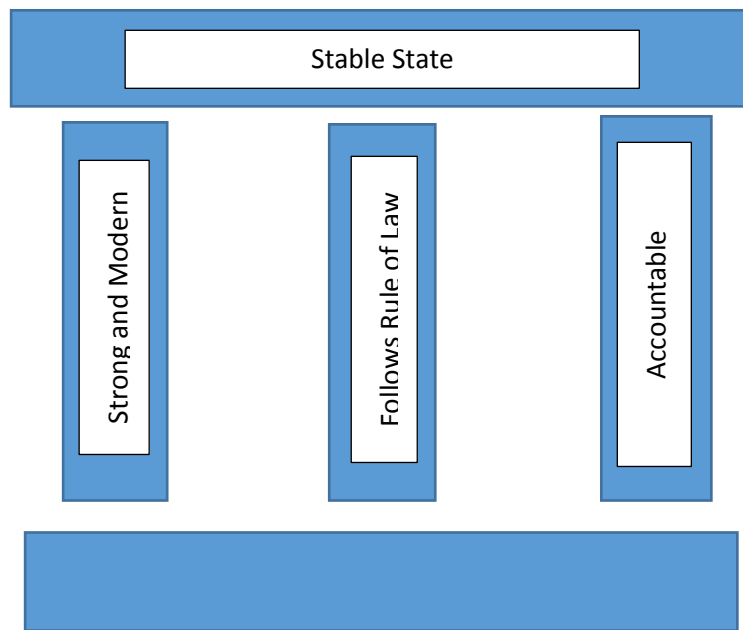 Stable State
Strong and Modern
Follows Rule of Law
Accountable